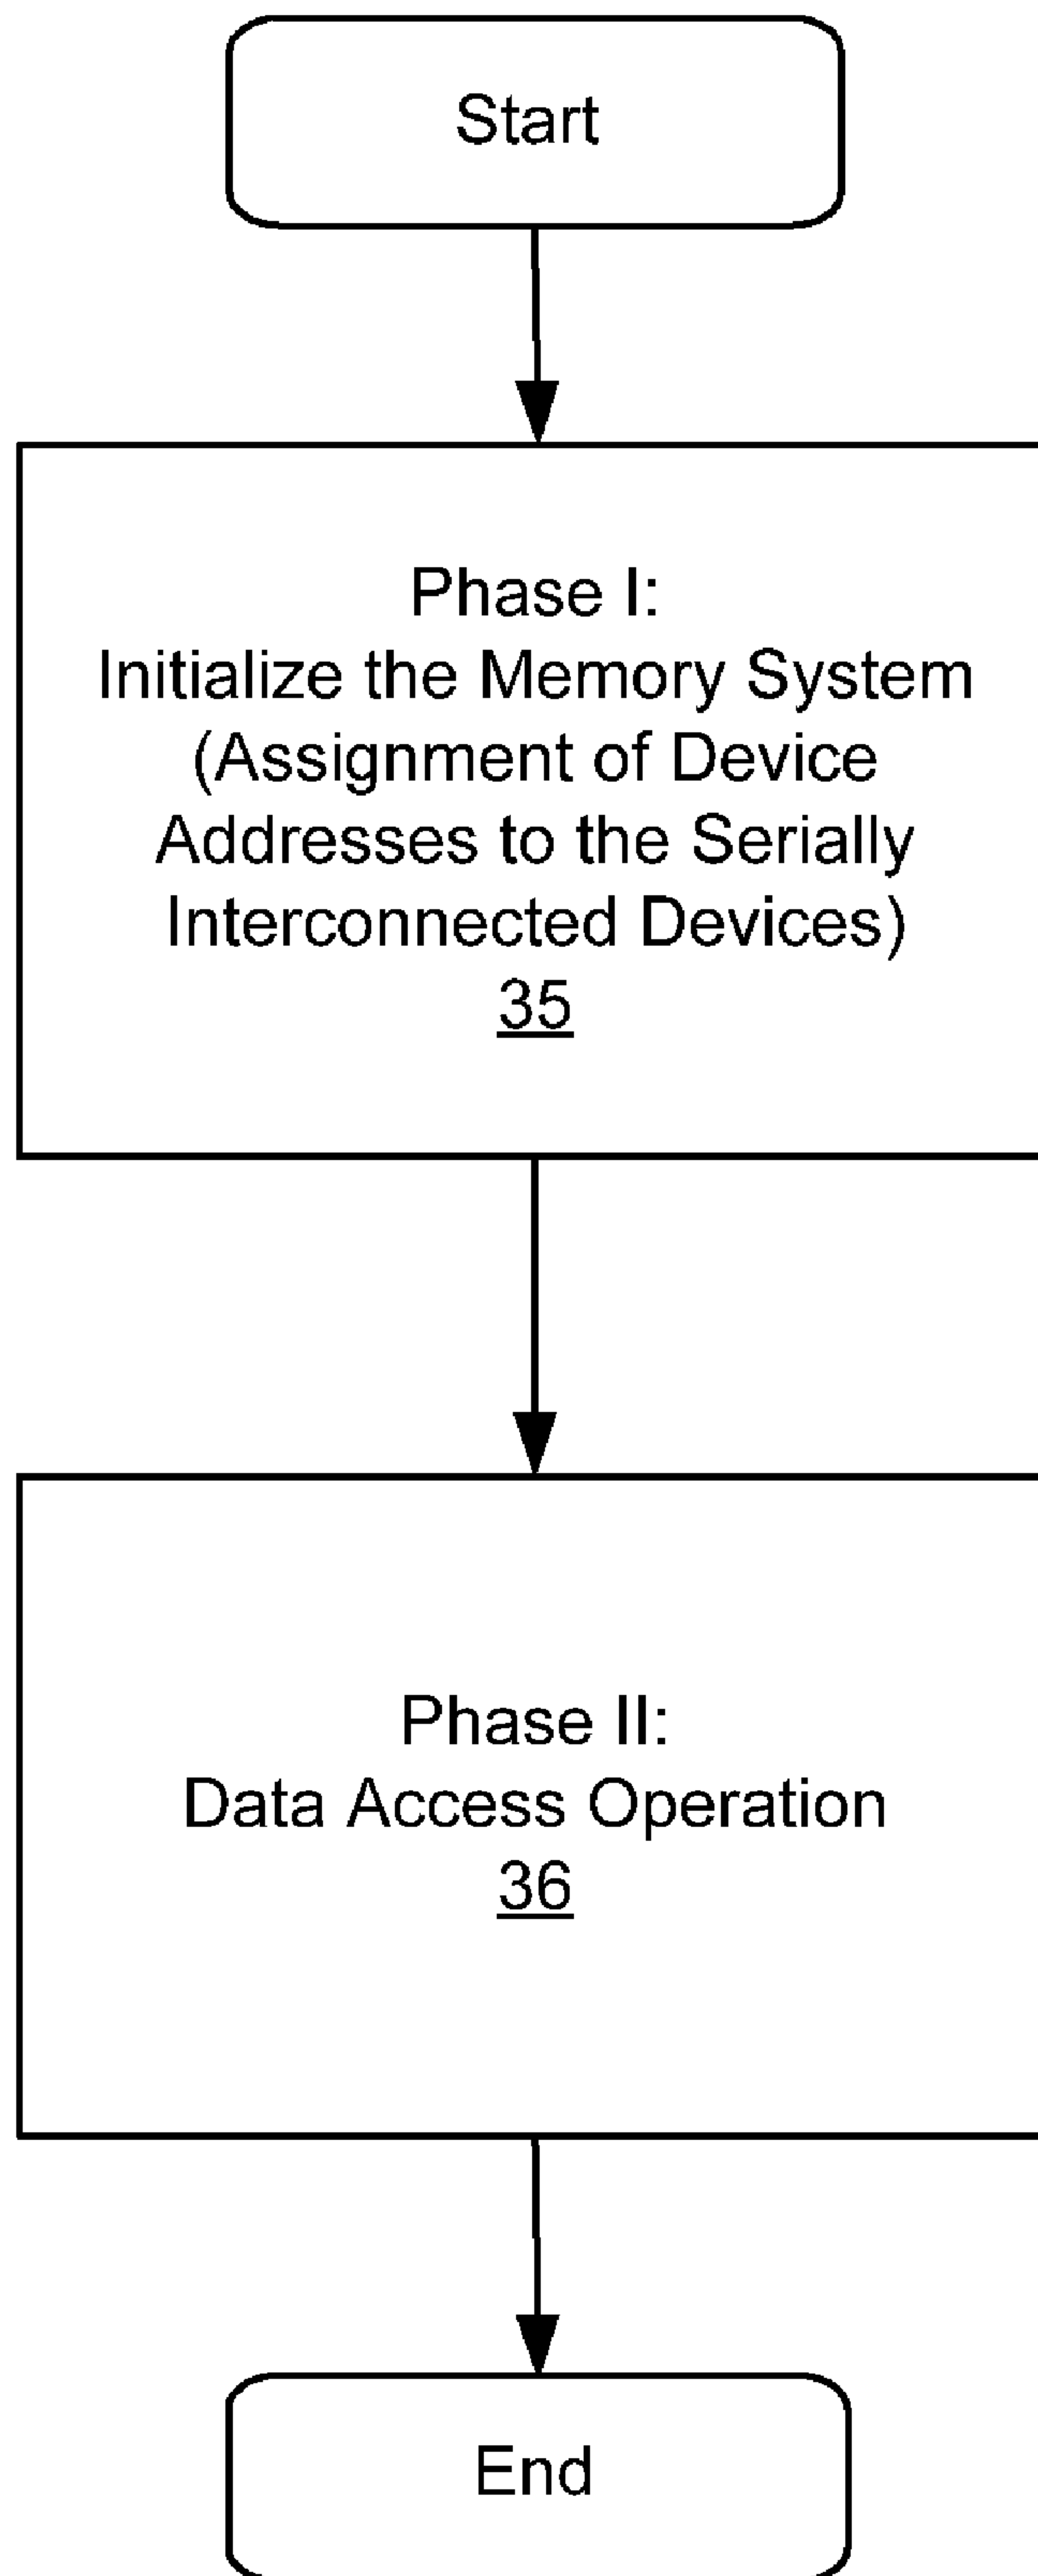 Start
Phase I:
Initialize the Memory System
(Assignment of Device
Addresses to the Serially
Interconnected Devices)
35
Phase II:
Data Access Operation
36
End